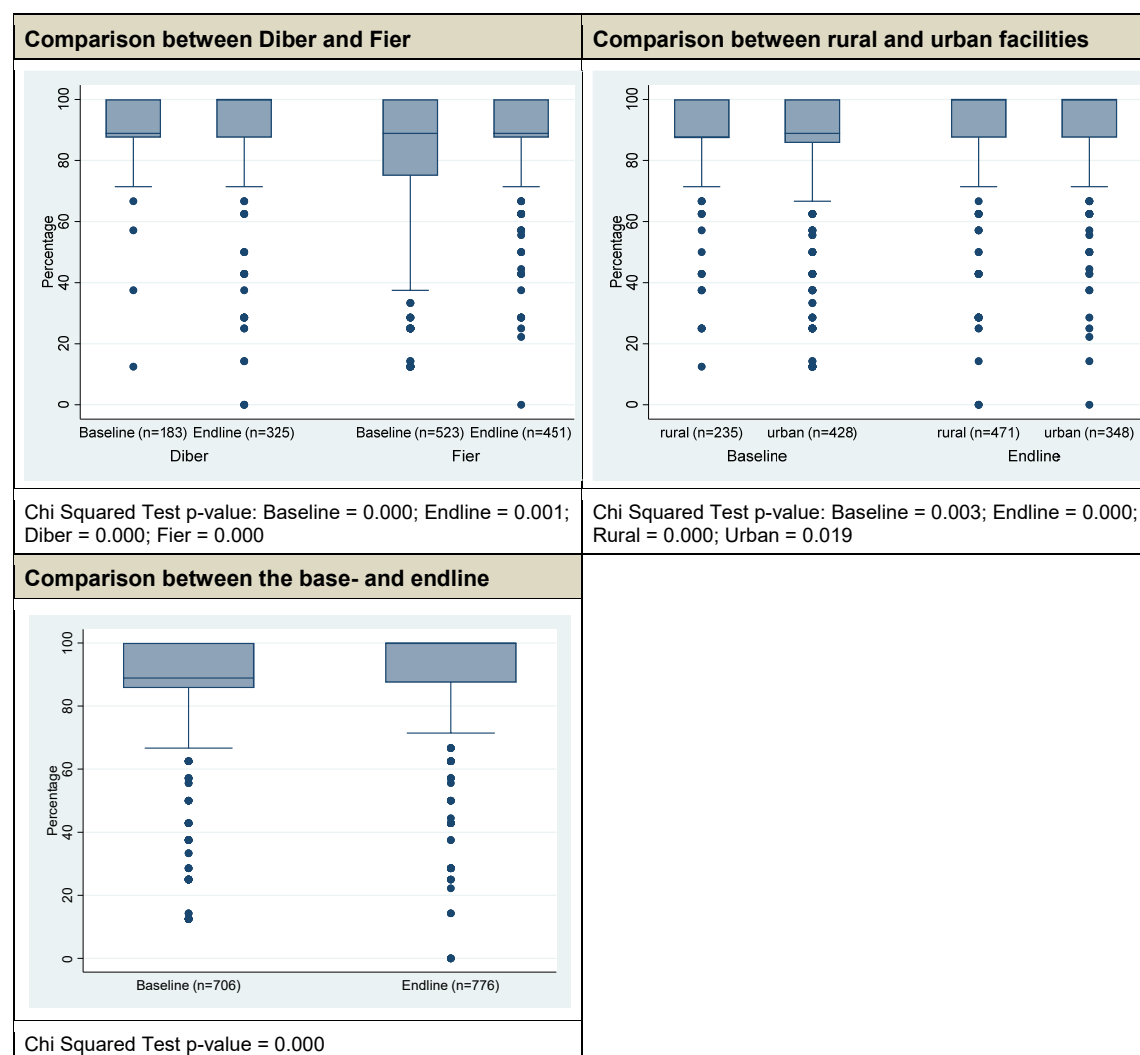 Comparison between Diber and Fier
Percentage
100
80
60
40
20
0
Baseline (n=183) Endline (n=325) Baseline (n=523) Endline (n=451)
Diber Fier
Chi Squared Test p-value: Baseline = 0.000; Endline = 0.001;
Diber = 0.000; Fier = 0.000
Comparison between rural and urban facilities
Percentage
100
80
60
40
20
0
rural (n=235) urban (n=428) rural (n=471) urban (n=348)
Baseline Endline
Chi Squared Test p-value: Baseline = 0.003; Endline = 0.000;
Rural = 0.000; Urban = 0.019
Comparison between the base- and endline
Percentage
100
80
60
40
20
0
Baseline (n=706) Endline (n=776)
Chi Squared Test p-value = 0.000